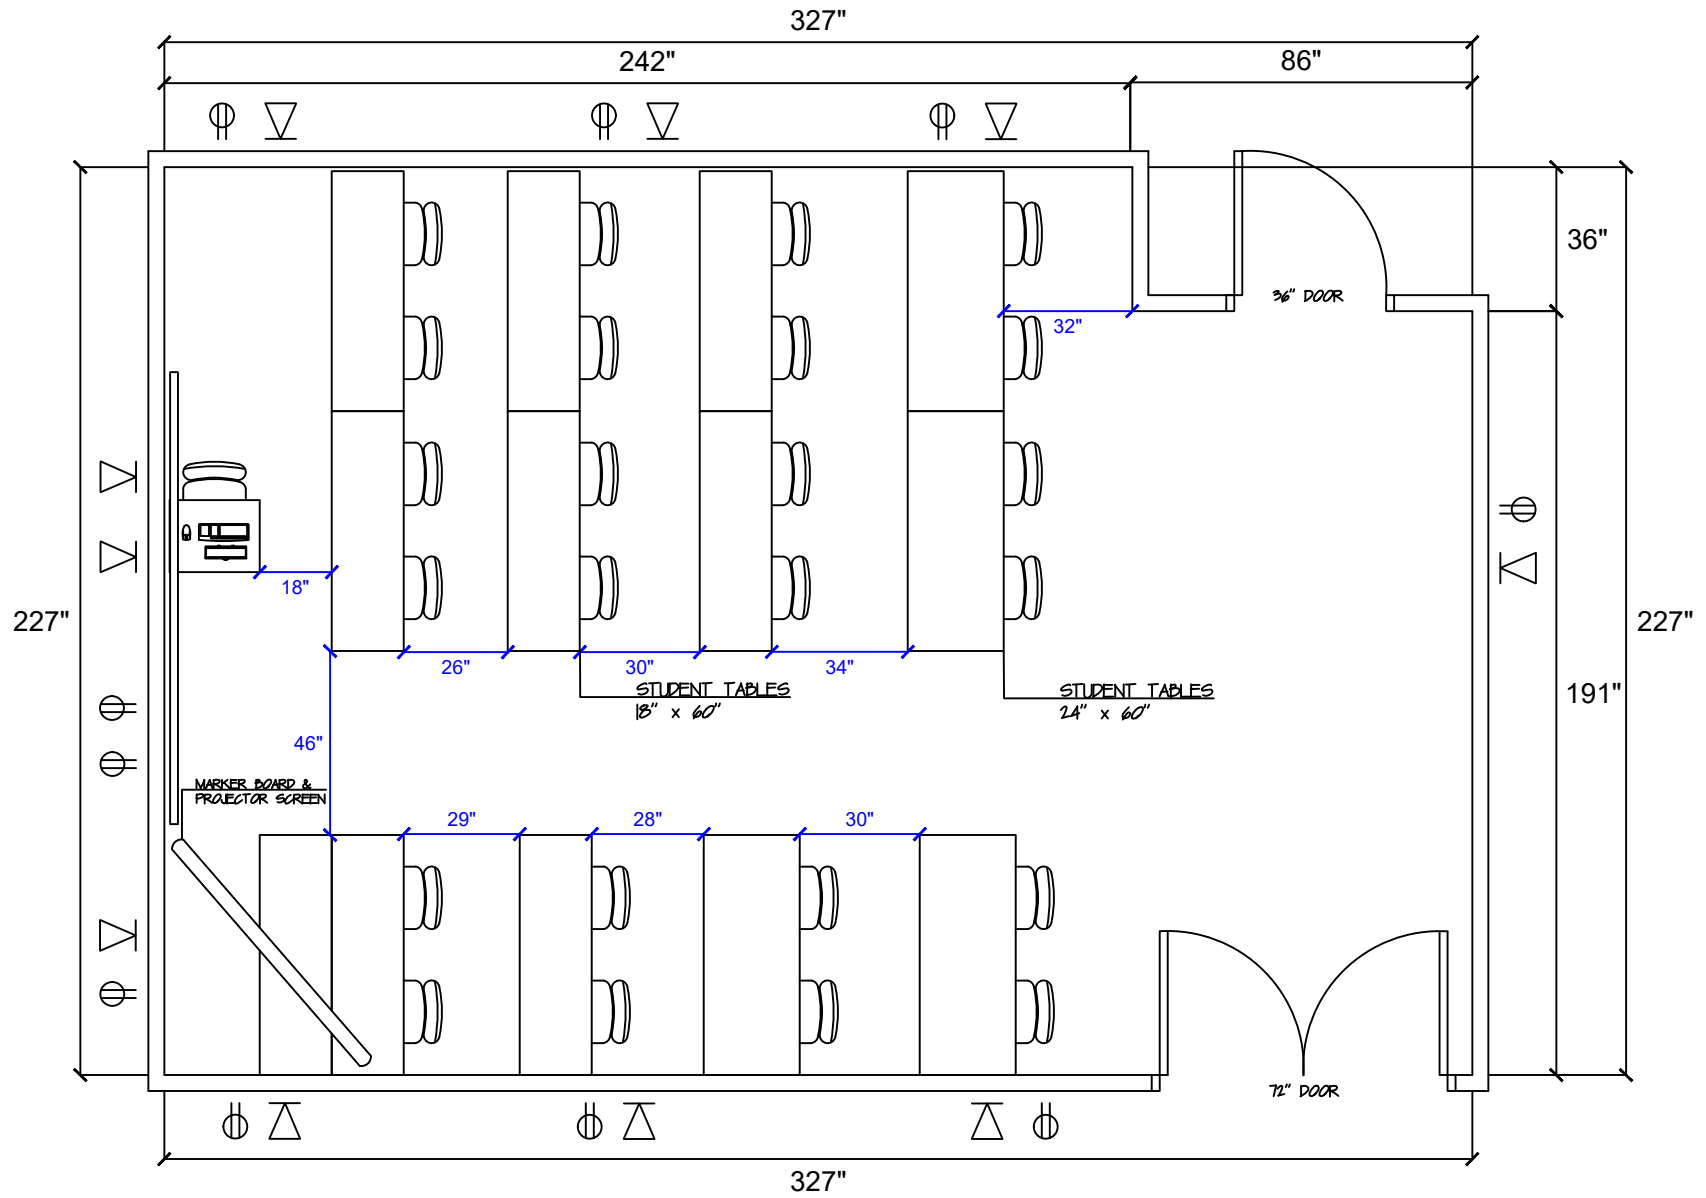 327"
242"
86"
36"
36" DOOR
32"
18"
227"
227"
26"
30"
34"
STUDENT TABLES
18" x 60"
STUDENT TABLES
24" x 60"
191"
46"
MARKER BOARD &
PROJECTOR SCREEN
29"
28"
30"
72" DOOR
327"